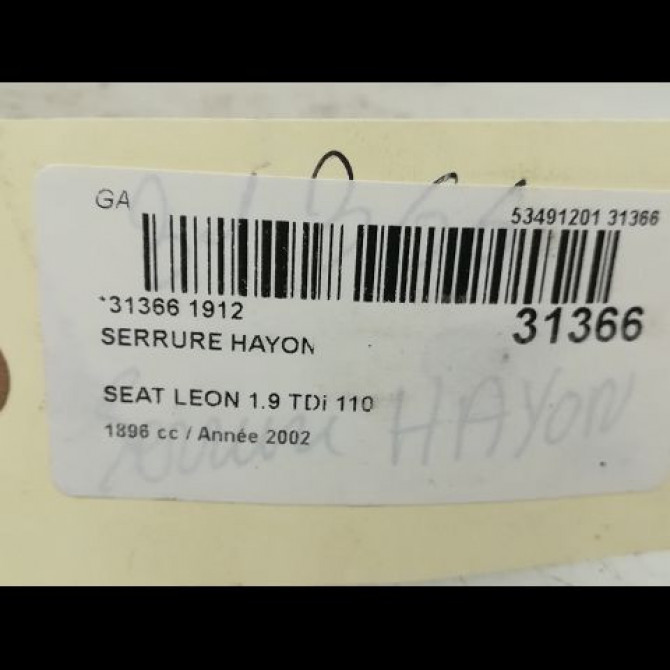 GA
53491201 31366
*31366 1912
31366
SERRURE HAYON
SEAT LEON 1.9 TDi 110
1896 cc / Année 2002
Serrure HAYON